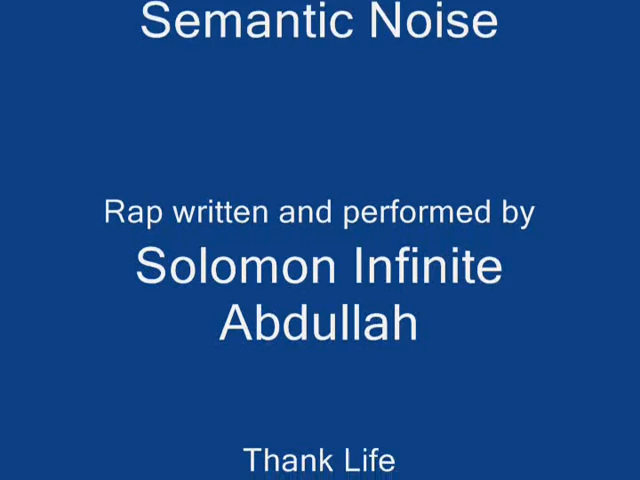 Semantic Noise
Rap written and performed by
Solomon Infinite
Abdullah
Thank Life